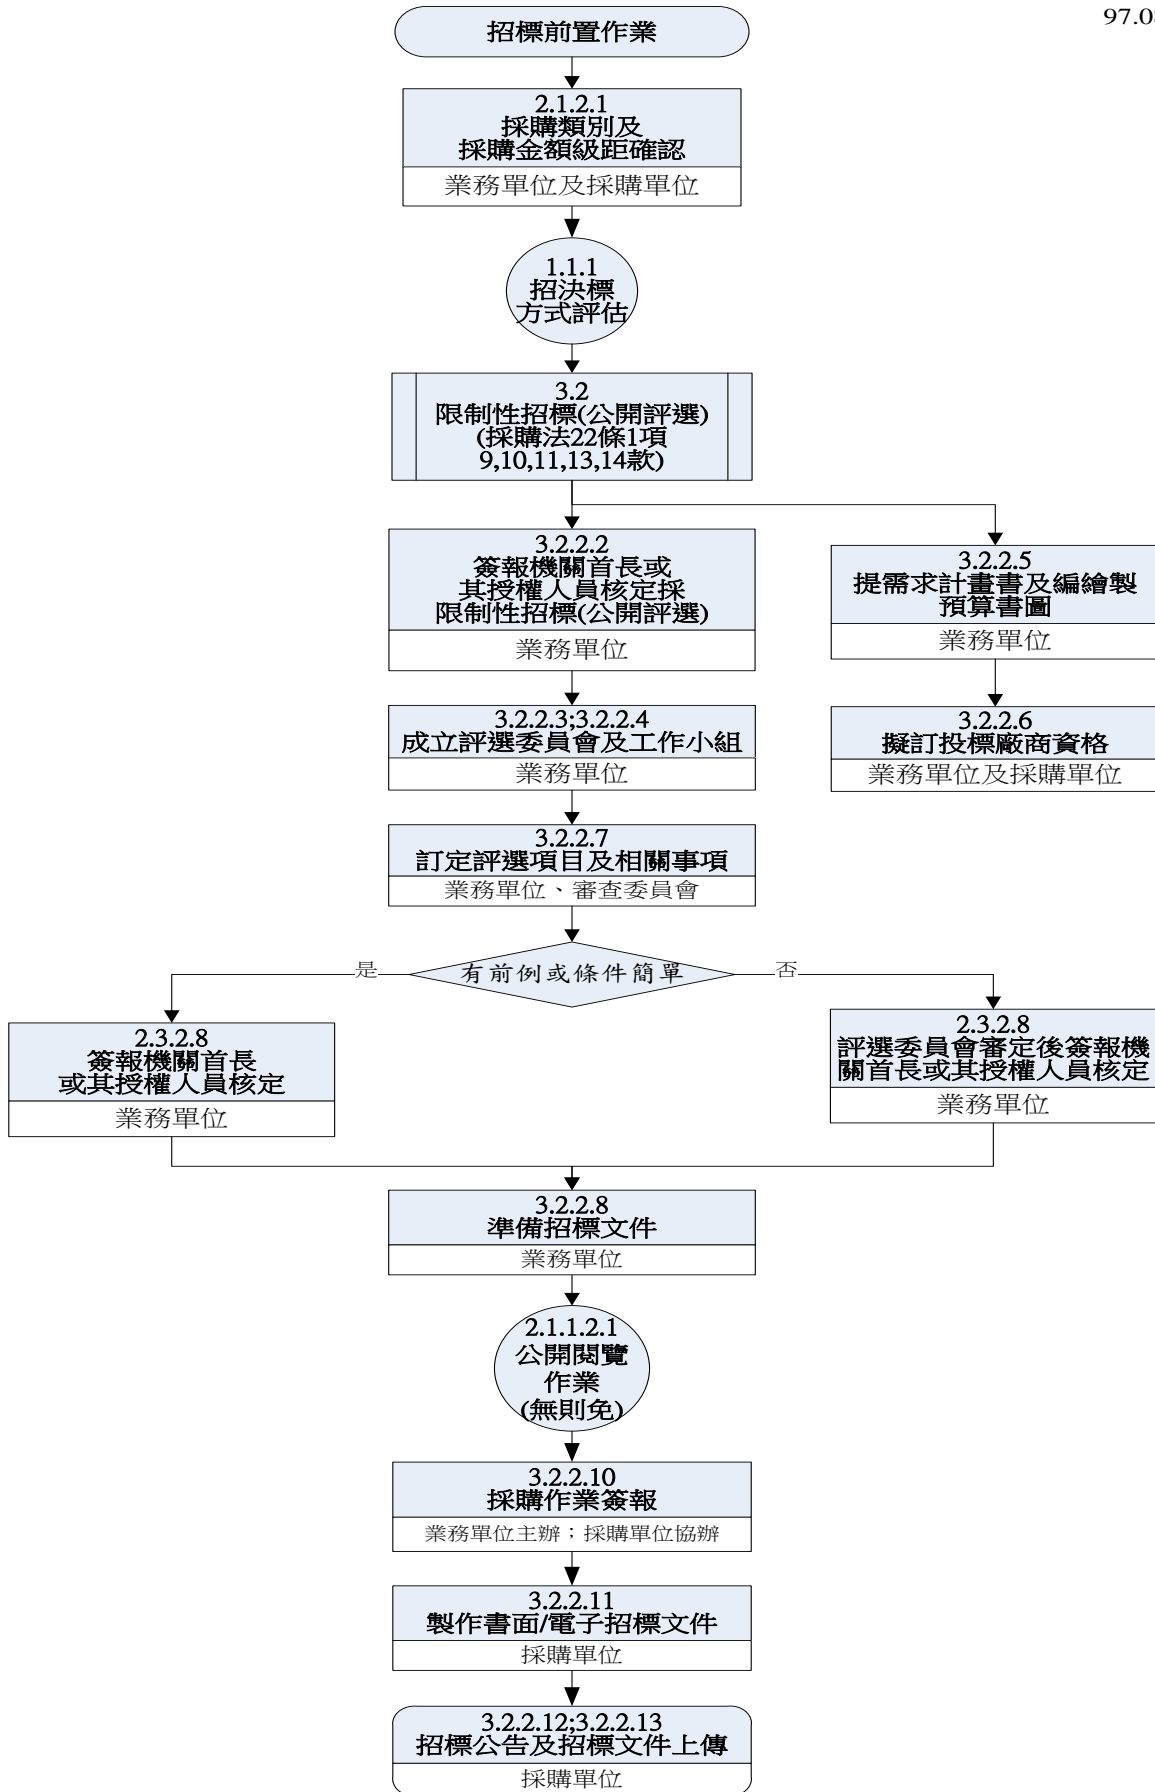 97.08
招標前置作業
2.1.2.1
採購類別及
採購金額級距確認
業務單位及採購單位
1.1.1
招決標
方式評估
3.2
限制性招標(公開評選)
(採購法22條1項
9,10,11,13,14款)
3.2.2.2
簽報機關首長或
其授權人員核定採
限制性招標(公開評選)
業務單位
3.2.2.5
提需求計畫書及編繪製
預算書圖
業務單位
3.2.2.3;3.2.2.4
成立評選委員會及工作小組
業務單位
3.2.2.6
擬訂投標廠商資格
業務單位及採購單位
3.2.2.7
訂定評選項目及相關事項
業務單位、審查委員會
是
有前例或條件簡單
否
2.3.2.8
簽報機關首長
或其授權人員核定
業務單位
2.3.2.8
評選委員會審定後簽報機
關首長或其授權人員核定
業務單位
3.2.2.8
準備招標文件
業務單位
2.1.1.2.1
公開閱覽
作業
(無則免)
3.2.2.10
採購作業簽報
業務單位主辦；採購單位協辦
3.2.2.11
製作書面/電子招標文件
採購單位
3.2.2.12;3.2.2.13
招標公告及招標文件上傳
採購單位